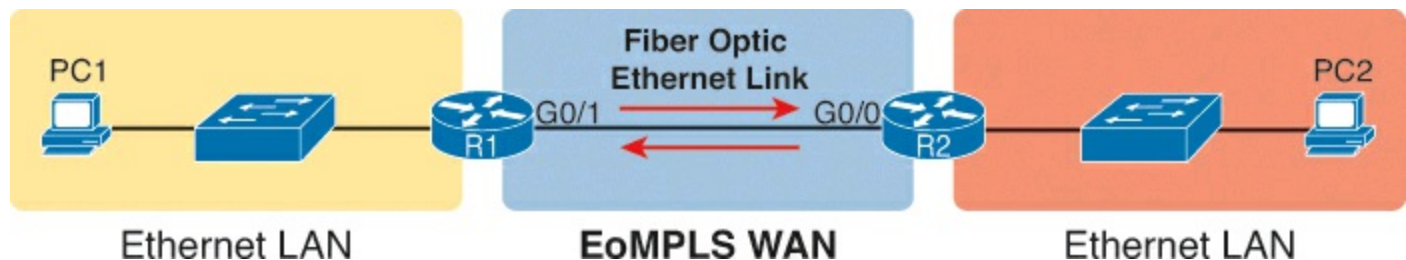 PC1
R1
G0/1
Fiber Optic
Ethernet Link
G0/0
R2
PC2
Ethernet LAN
EoMPLS WAN
Ethernet LAN